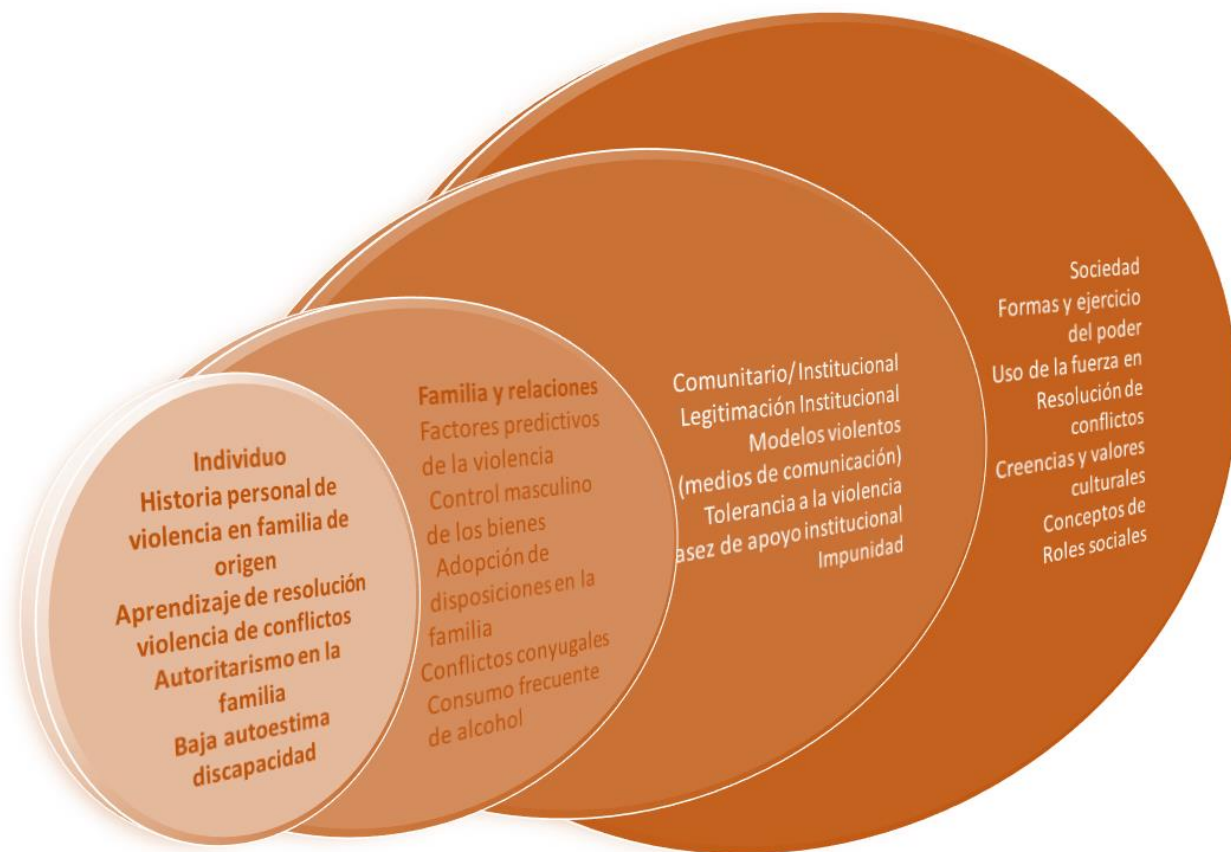 Individuo
Historia personal de
violencia en familia de
origen
Aprendizaje de resolución
violencia de conflictos
Autoritarismo en la
familia
Baja autoestima
discapacidad
Familia y relaciones
Factores predictivos
de la violencia
Control masculino
de los bienes
Adopción de
disposiciones en la
familia
Conflictos conyugales
Consumo frecuente
de alcohol
Comunitario/Institucional
Legitimación Institucional
Modelos violentos
(medios de comunicación)
Tolerancia a la violencia
asez de apoyo institucional
Impunidad
Sociedad
Formas y ejercicio
del poder
Uso de la fuerza en
Resolución de
conflictos
Creencias y valores
culturales
Conceptos de
Roles sociales